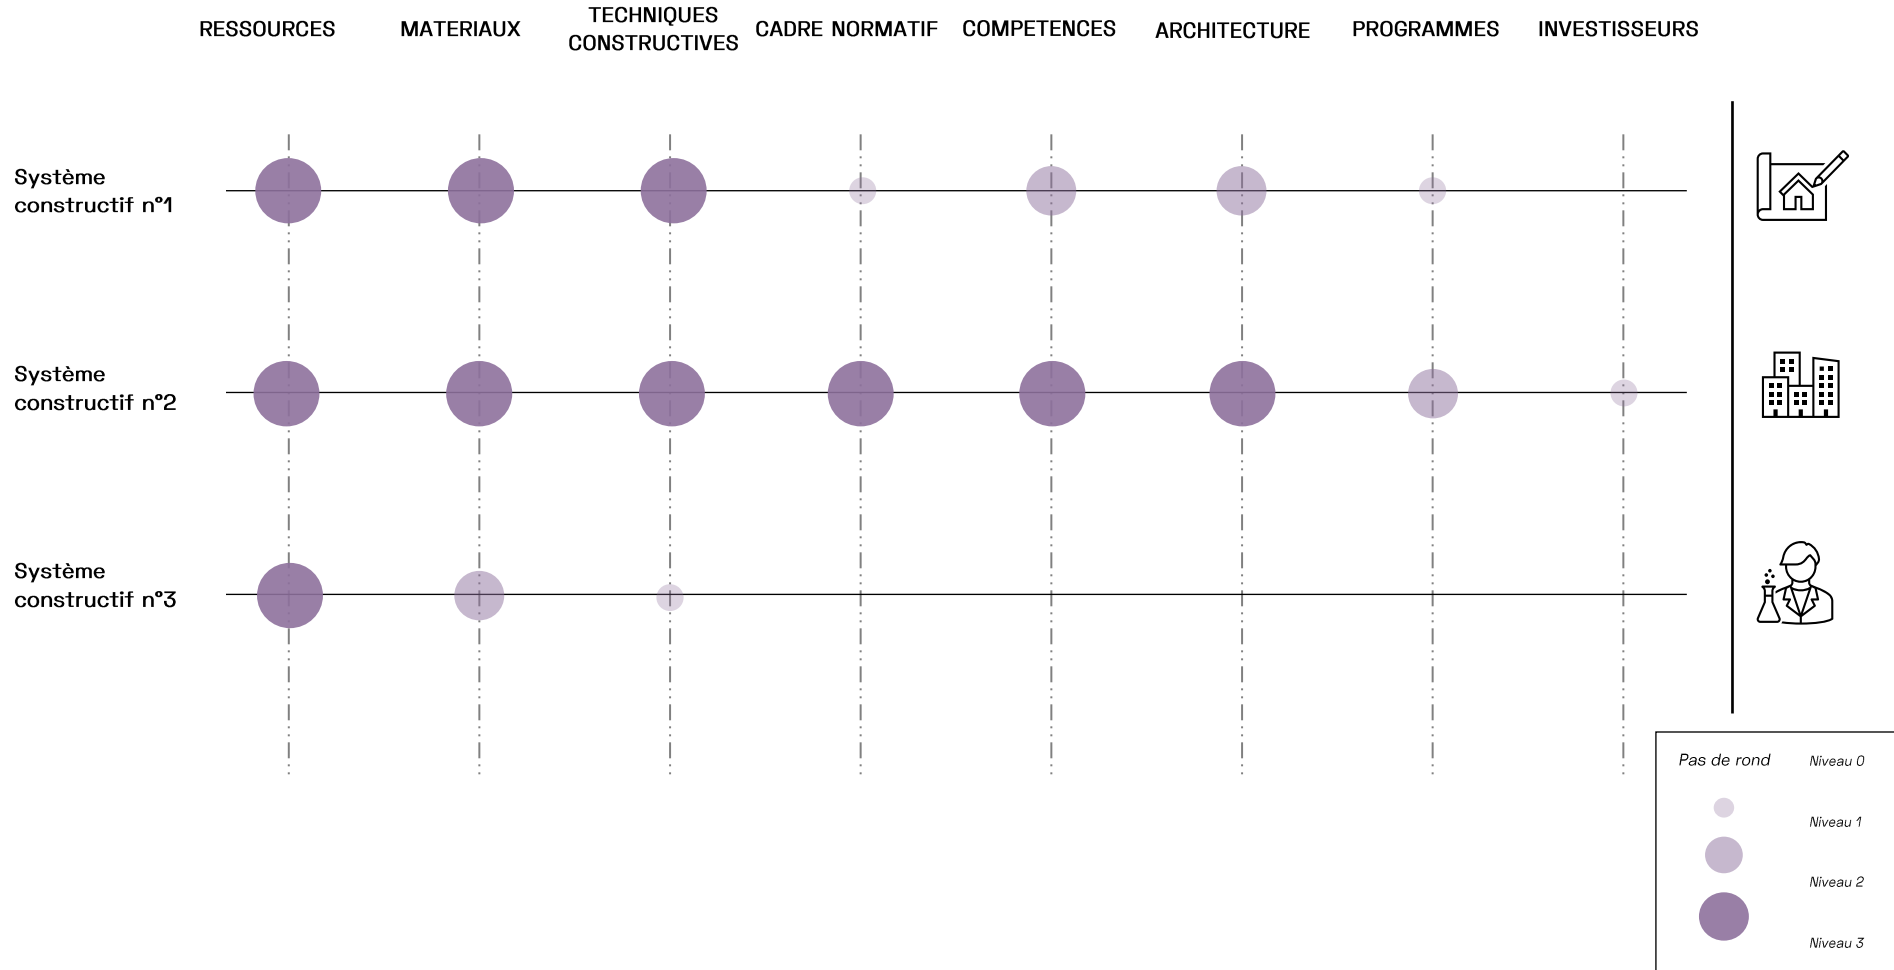 RESSOURCES
MATERIAUX
TECHNIQUES
CONSTRUCTIVES
CADRE NORMATIF
COMPETENCES
ARCHITECTURE
PROGRAMMES
INVESTISSEURS
Système
constructif n°1
Système
constructif n°2
Système
constructif n°3
Pas de rond
Niveau 0
Niveau 1
Niveau 2
Niveau 3